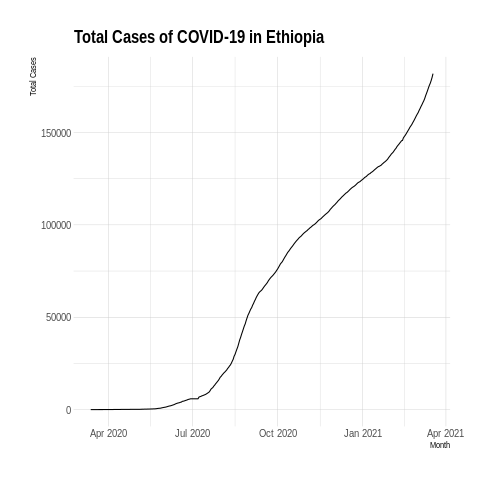 Total Cases of COVID-19 in Ethiopia
Total Cases
150000
100000
50000
0
Apr 2020
Jul 2020
Oct 2020
Jan 2021
Apr 2021
Month